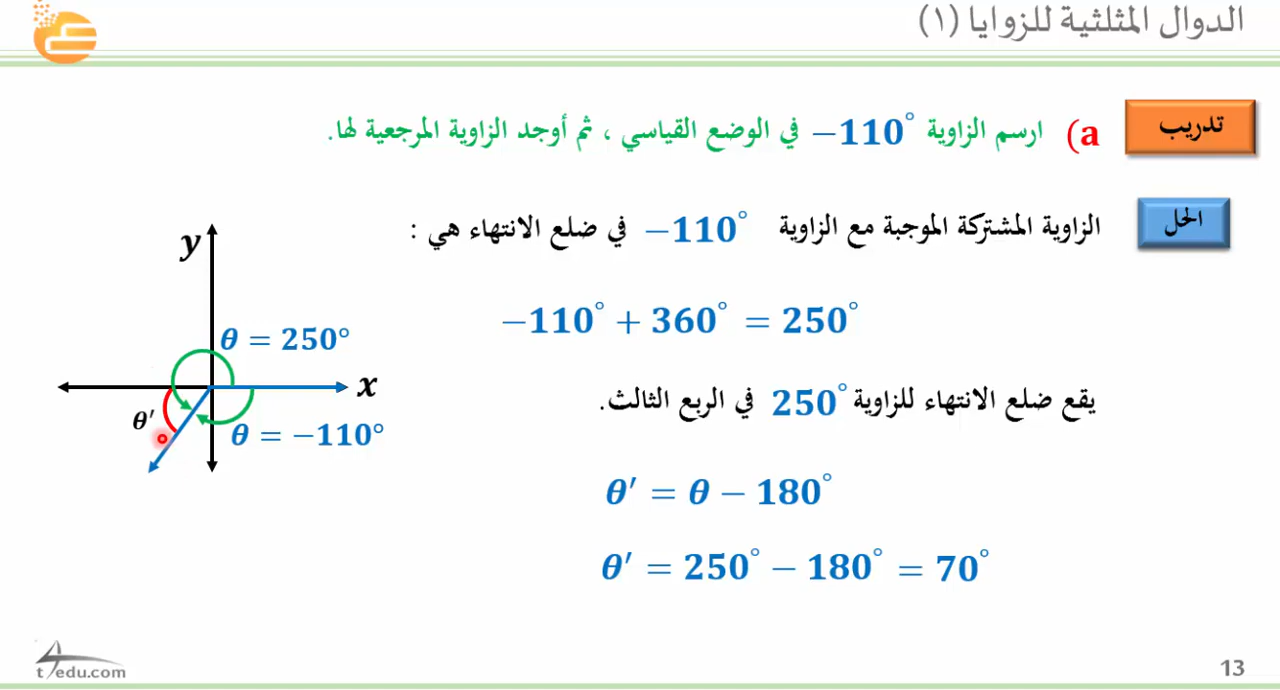 الدوال المثلثية للزوايا (١)
تدريب
a) ارسم الزاوية −110° في الوضع القياسي ، ثم أوجد الزاوية المرجعية لها.
الحل
الزاوية المشتركة الموجبة مع الزاوية −110° في ضلع الانتهاء هي :
−110° + 360° = 250°
يقع ضلع الانتهاء للزاوية 250° في الربع الثالث.
θ′ = θ − 180°
θ′ = 250° − 180° = 70°
y
θ = 250°
x
θ′
θ = −110°
t4edu.com
13